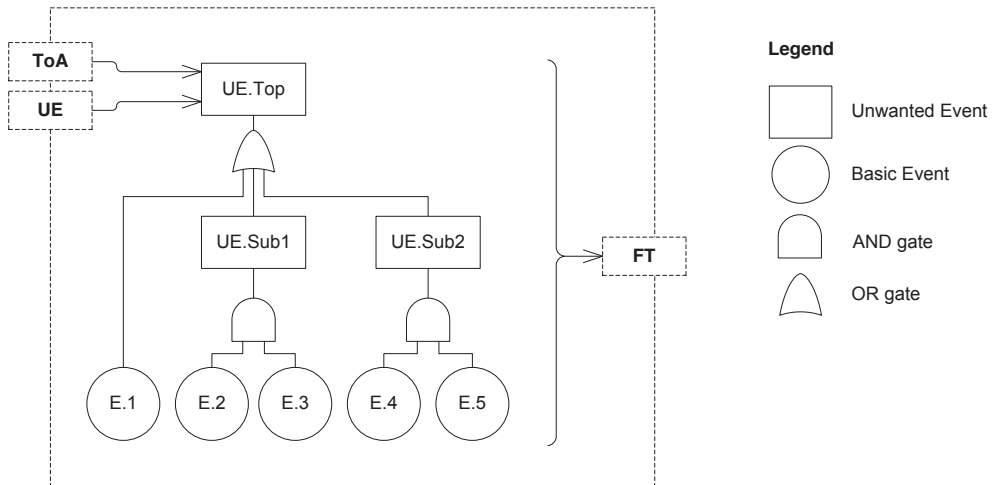 ToA
UE
UE.Top
UE.Sub1
UE.Sub2
E.1
E.2
E.3
E.4
E.5
FT
Legend
Unwanted Event
Basic Event
AND gate
OR gate